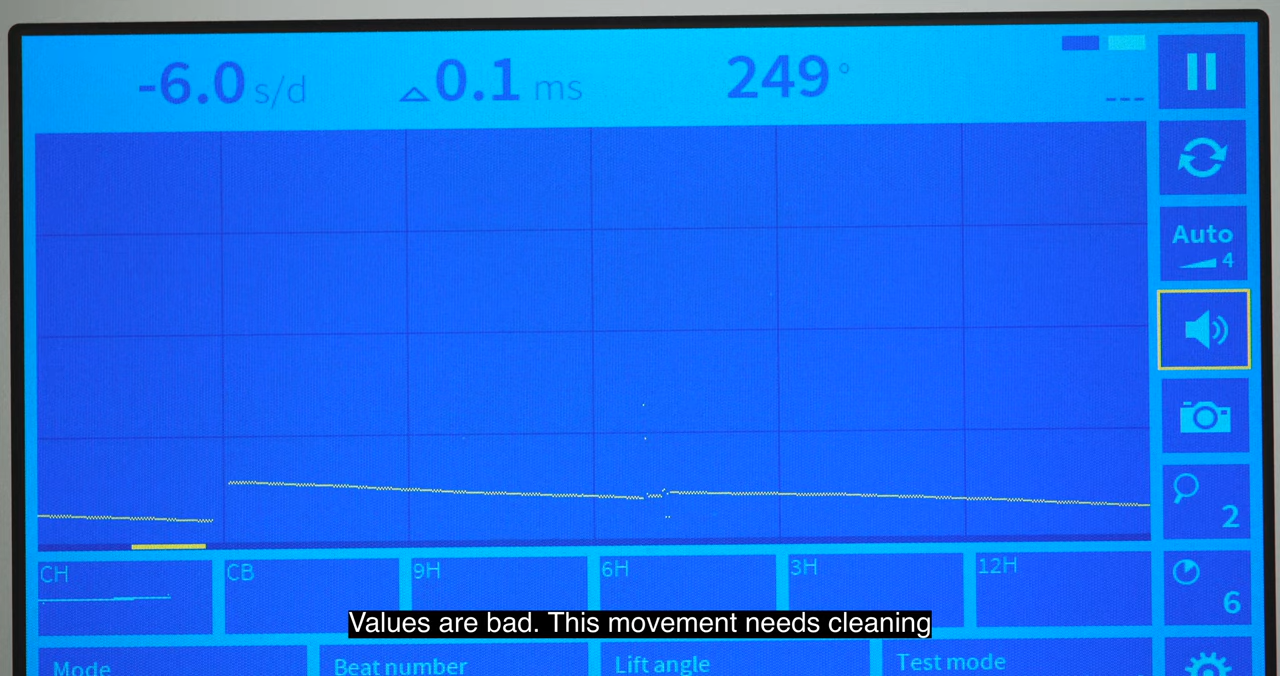 -6.0 s/d △0.1 ms 249° ---
Auto
4
2
CH CB 9H 6H 3H 12H
6
Values are bad. This movement needs cleaning
Mode Beat number Lift angle Test mode